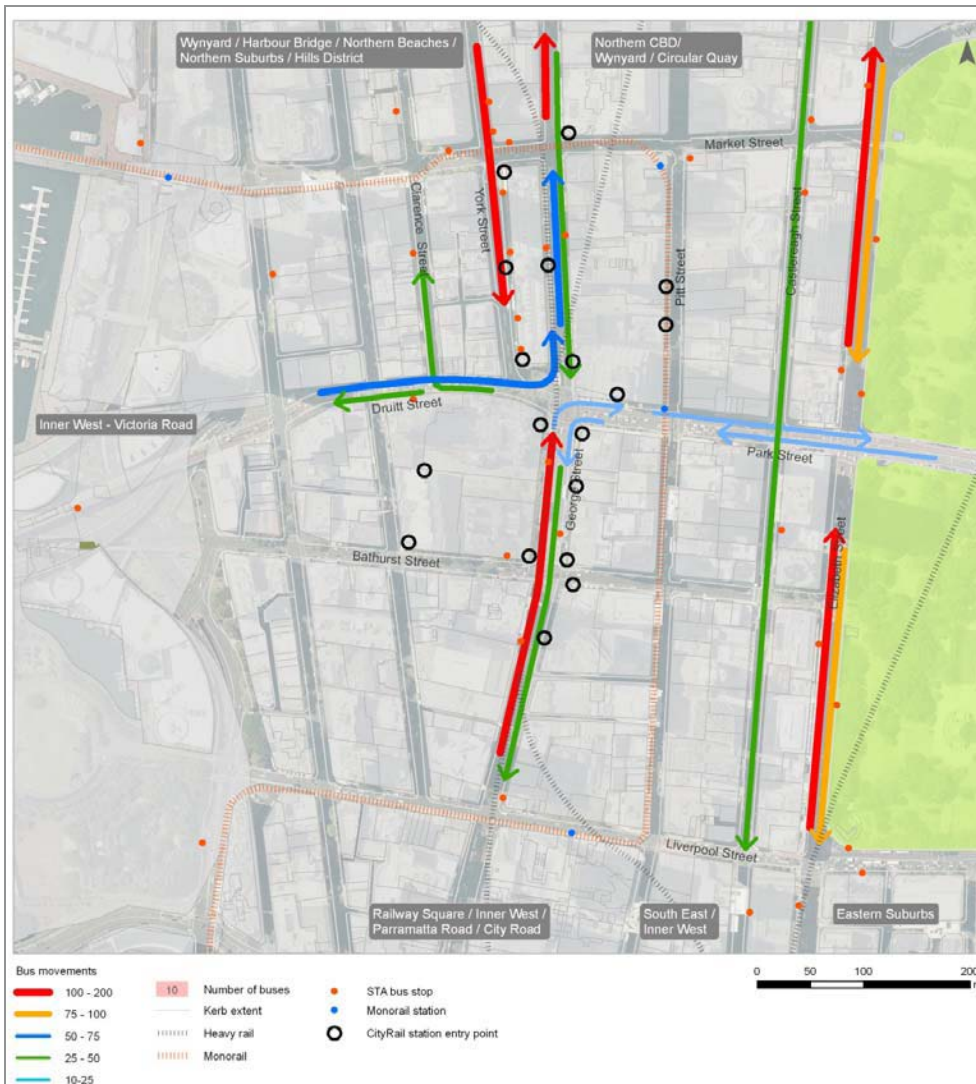 Wynyard / Harbour Bridge / Northern Beaches /
Northern Suburbs / Hills District
Northern CBD/
Wynyard / Circular Quay
Market Street
Clarence Street
York Street
Pitt Street
Castlereagh Street
Druitt Street
Inner West - Victoria Road
Park Street
George Street
Elizabeth Street
Bathurst Street
Liverpool Street
Railway Square / Inner West /
Parramatta Road / City Road
South East /
Inner West
Eastern Suburbs
Bus movements
100 - 200
75 - 100
50 - 75
25 - 50
10-25
10 Number of buses
Kerb extent
Heavy rail
Monorail
STA bus stop
Monorail station
CityRail station entry point
0 50 100 200